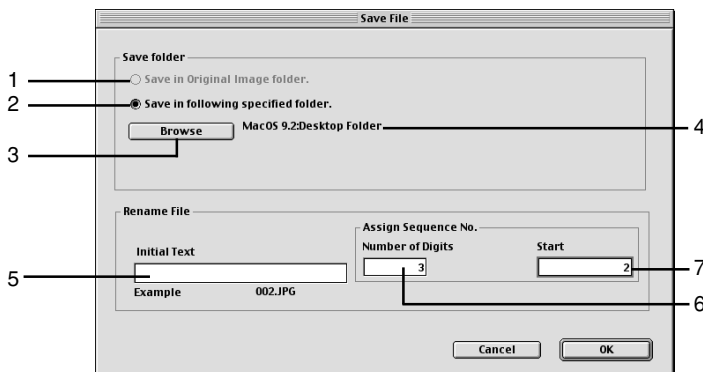 Save File
Save folder
1
Save in Original Image folder.
2
Save in following specified folder.
3
Browse
MacOS 9.2:Desktop Folder
4
Rename File
Assign Sequence No.
Initial Text
Number of Digits
Start
5
3
2
7
Example
002.JPG
6
Cancel
OK